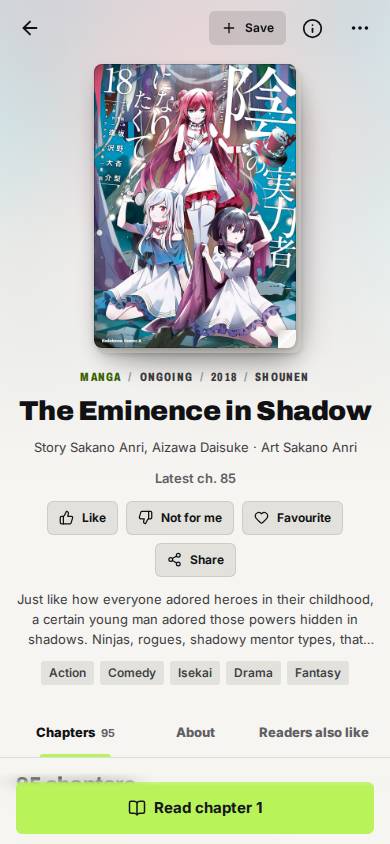 Save
18
陰の実力者
になり
たくて!
MANGA / ONGOING / 2018 / SHOUNEN
The Eminence in Shadow
Story Sakano Anri, Aizawa Daisuke · Art Sakano Anri
Latest ch. 85
Like
Not for me
Favourite
Share
Just like how everyone adored heroes in their childhood,
a certain young man adored those powers hidden in
shadows. Ninjas, rogues, shadowy mentor types, that…
Action
Comedy
Isekai
Drama
Fantasy
Chapters 95
About
Readers also like
95 chapters
Read chapter 1